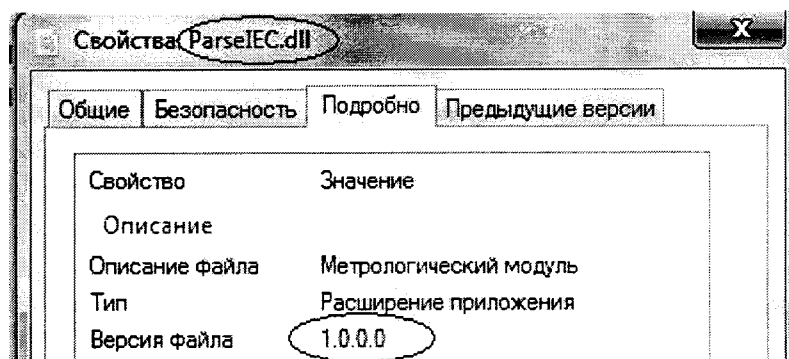 Свойства: ParseIEC.dll
X
Общие Безопасность Подробно Предыдущие версии
Свойство Значение
Описание
Описание файла Метрологический модуль
Тип Расширение приложения
Версия файла 1.0.0.0